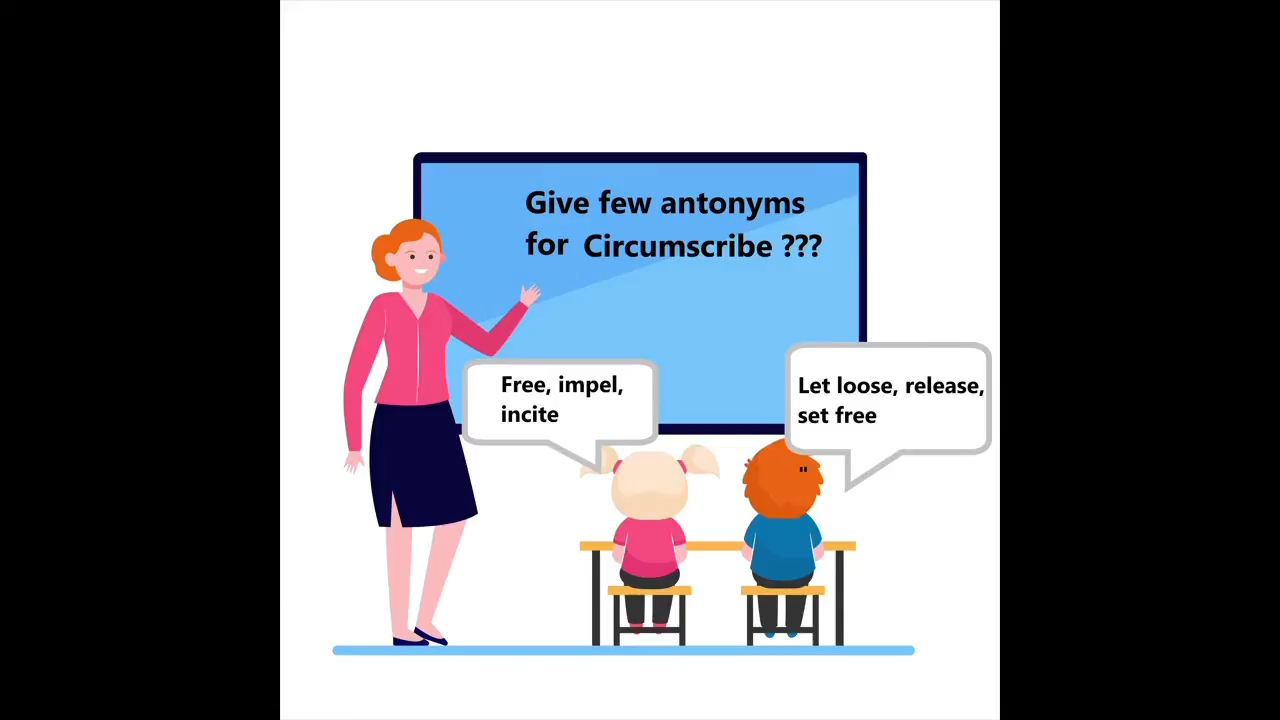 Give few antonyms
for Circumscribe ???
Free, impel,
incite
Let loose, release,
set free
"